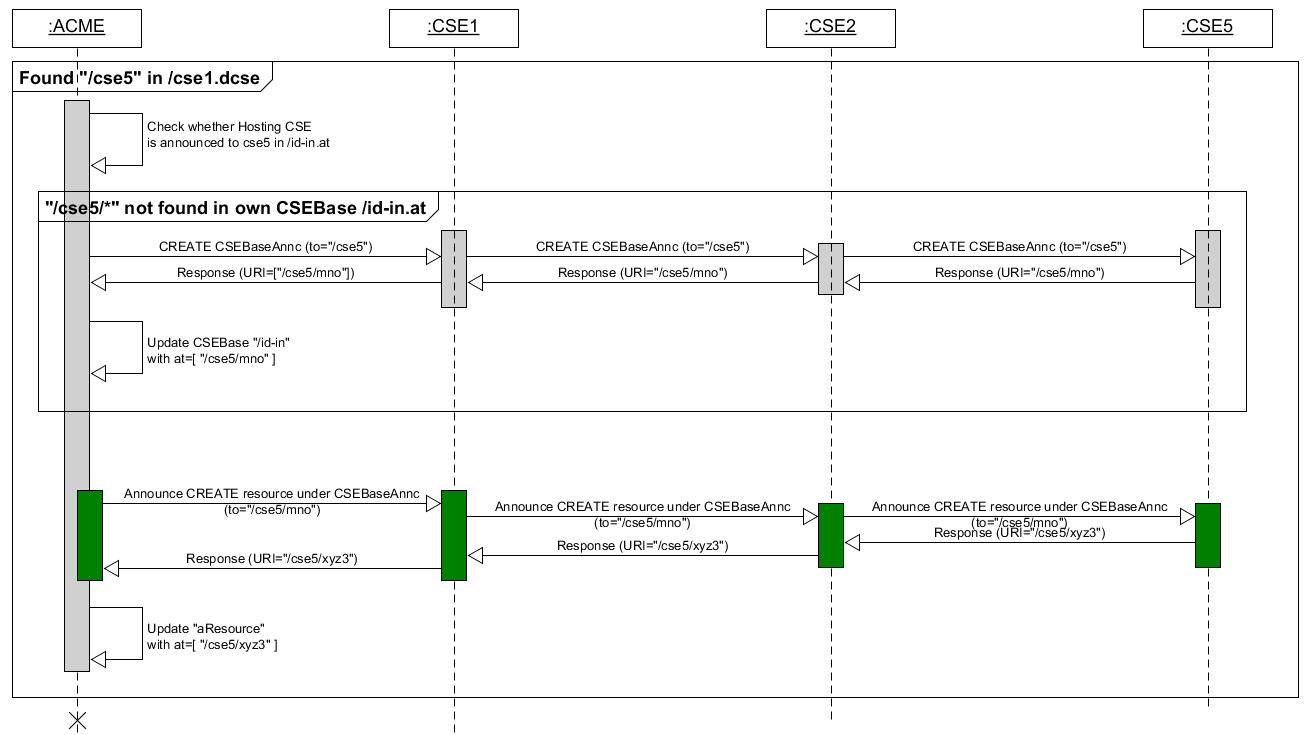 :ACME
:CSE1
:CSE2
:CSE5
Found "/cse5" in /cse1.dcse
Check whether Hosting CSE
is announced to cse5 in /id-in.at
"/cse5/*" not found in own CSEBase /id-in.at
CREATE CSEBaseAnnc (to="/cse5")
CREATE CSEBaseAnnc (to="/cse5")
CREATE CSEBaseAnnc (to="/cse5")
Response (URI=["/cse5/mno"])
Response (URI="/cse5/mno")
Response (URI="/cse5/mno")
Update CSEBase "/id-in"
with at=[ "/cse5/mno" ]
Announce CREATE resource under CSEBaseAnnc
(to="/cse5/mno")
Announce CREATE resource under CSEBaseAnnc
(to="/cse5/mno")
Announce CREATE resource under CSEBaseAnnc
(to="/cse5/mno")
Response (URI="/cse5/xyz3")
Response (URI="/cse5/xyz3")
Response (URI="/cse5/xyz3")
Update "aResource"
with at=[ "/cse5/xyz3" ]